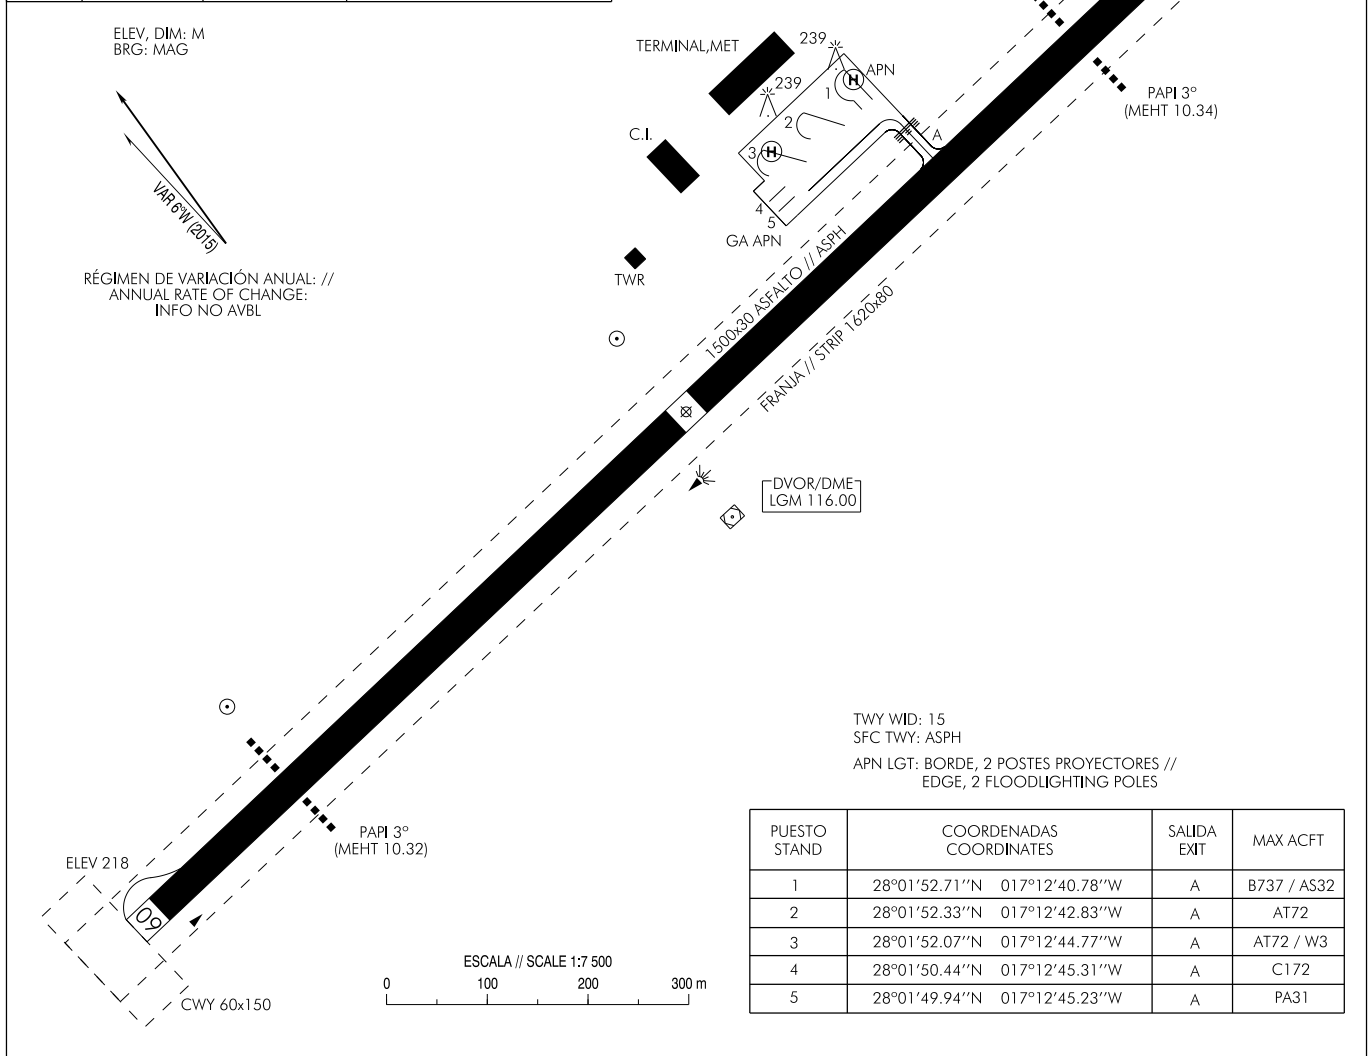 ELEV, DIM: M
BRG: MAG
VAR 6°W (2015)
RÉGIMEN DE VARIACIÓN ANUAL: //
ANNUAL RATE OF CHANGE:
INFO NO AVBL
TERMINAL,MET
239
239
H
APN
1
2
3
H
4
5
GA APN
A
C.I.
TWR
PAPI 3°
(MEHT 10.34)
1500x30 ASFALTO // ASPH
FRANJA // STRIP 1620x80
DVOR/DME
LGM 116.00
PAPI 3°
(MEHT 10.32)
ELEV 218
09
CWY 60x150
ESCALA // SCALE 1:7 500
0 100 200 300 m
TWY WID: 15
SFC TWY: ASPH
APN LGT: BORDE, 2 POSTES PROYECTORES //
EDGE, 2 FLOODLIGHTING POLES
PUESTO STAND COORDENADAS COORDINATES SALIDA EXIT MAX ACFT
1 28°01'52.71''N 017°12'40.78''W A B737 / AS32
2 28°01'52.33''N 017°12'42.83''W A AT72
3 28°01'52.07''N 017°12'44.77''W A AT72 / W3
4 28°01'50.44''N 017°12'45.31''W A C172
5 28°01'49.94''N 017°12'45.23''W A PA31